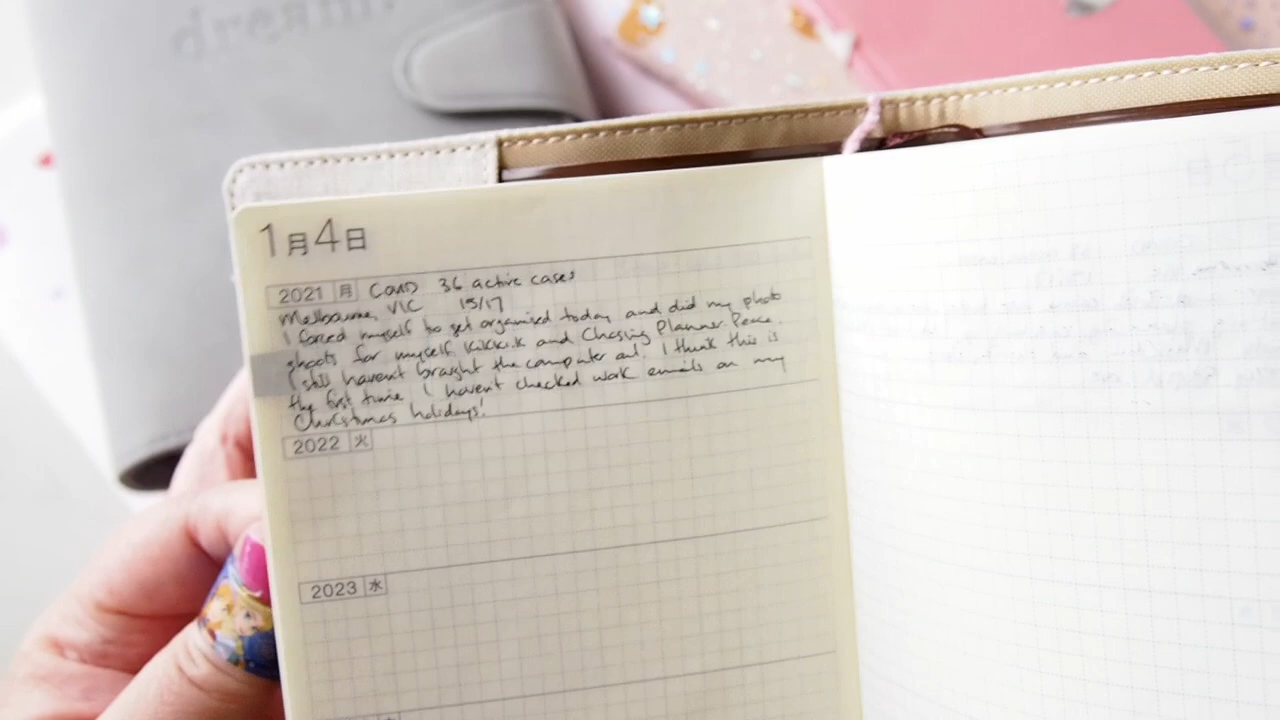 dream.
1月4日
2021 月 COVID 36 active cases
Melbourne, VIC 15/17
I forced myself to get organised today and did my photo
shoots for myself, kikki.K and Chasing Planner Peace.
I still haven't brought the computer out. I think this is
the first time I haven't checked work emails on my
Christmas holidays!
2022 火
2023 水